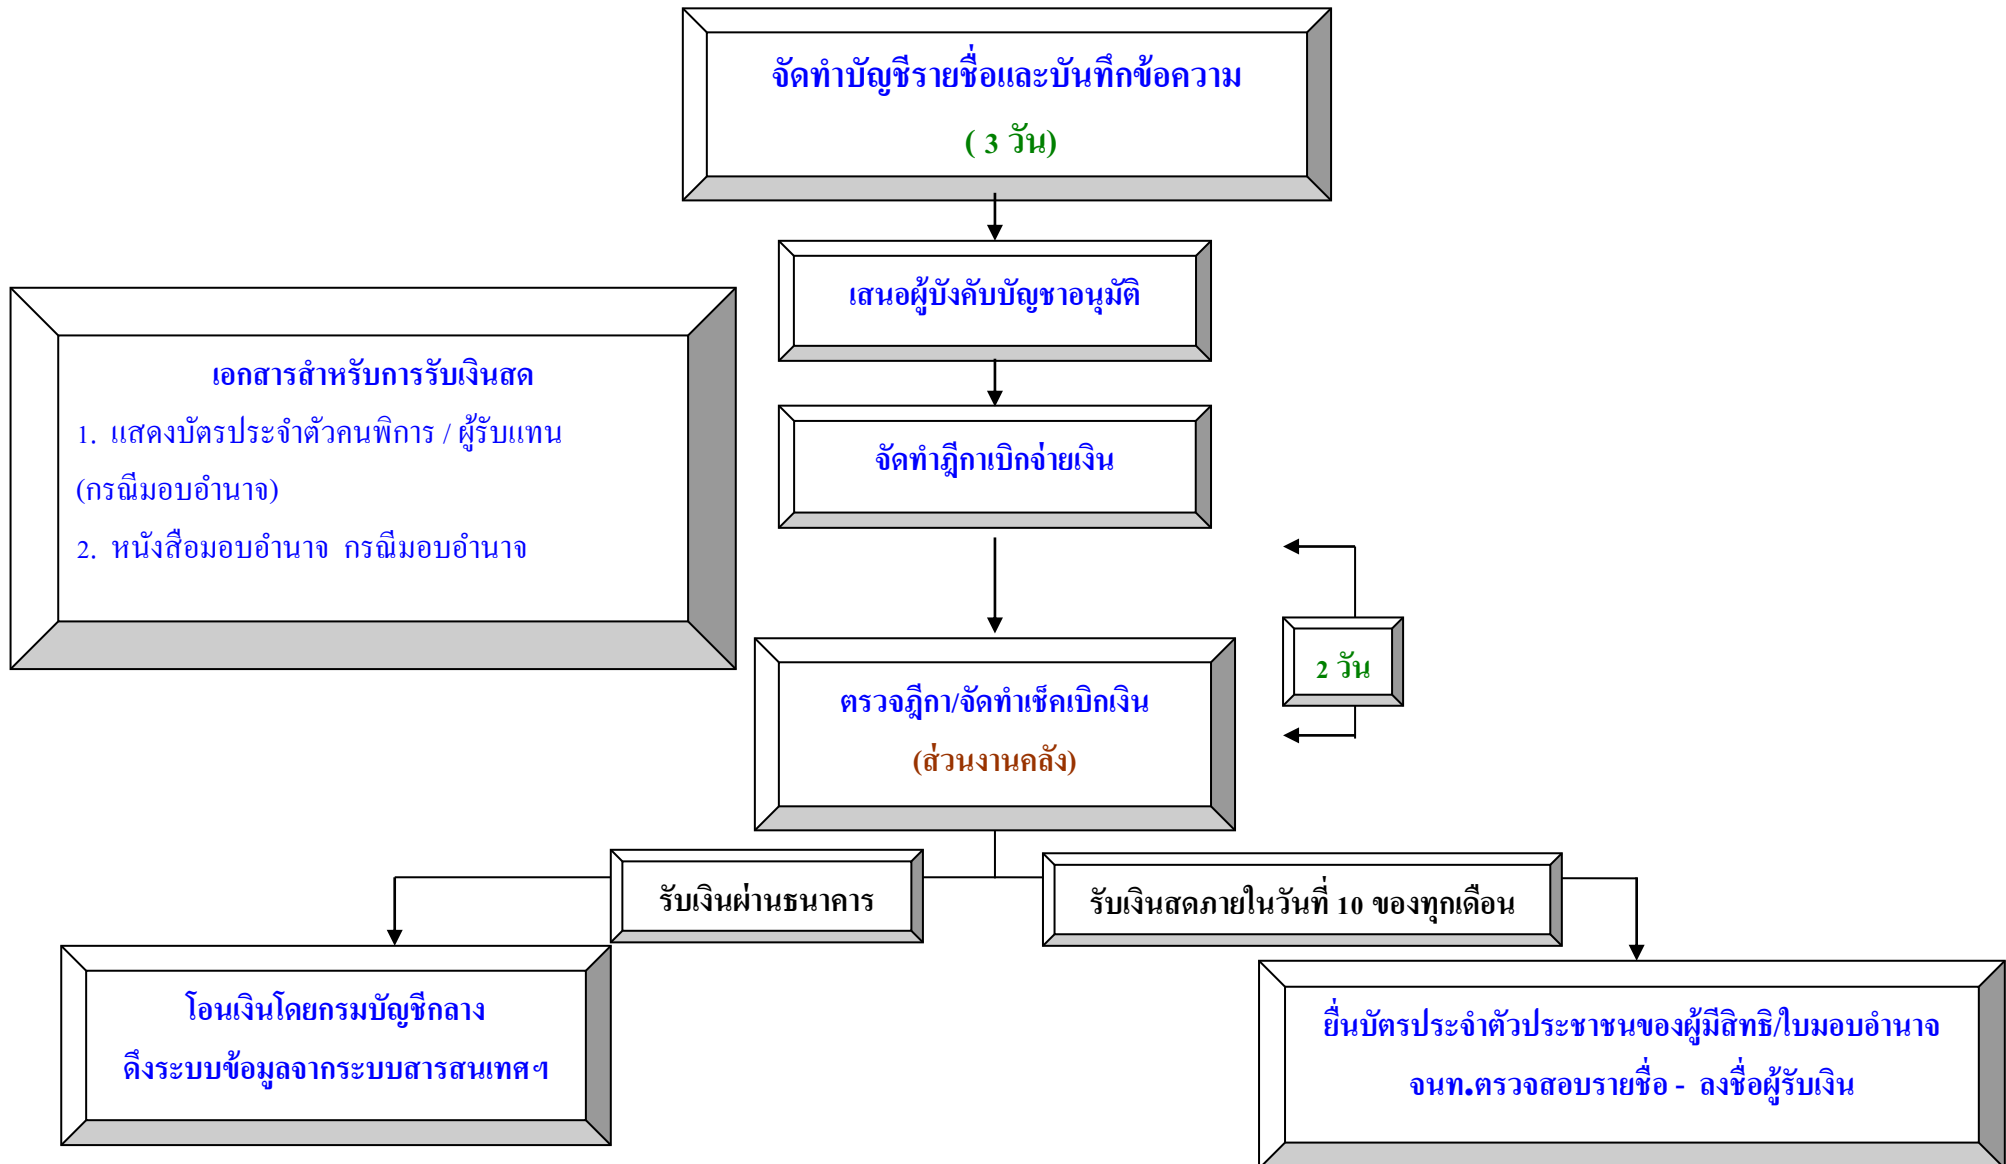 จัดทำบัญชีรายชื่อและบันทึกข้อความ
( 3 วัน)
เสนอผู้บังคับบัญชาอนุมัติ
เอกสารสำหรับการรับเงินสด
1. แสดงบัตรประจำตัวคนพิการ / ผู้รับแทน
(กรณีมอบอำนาจ)
2. หนังสือมอบอำนาจ กรณีมอบอำนาจ
จัดทำฎีกาเบิกจ่ายเงิน
2 วัน
ตรวจฎีกา/จัดทำเช็คเบิกเงิน
(ส่วนงานคลัง)
รับเงินผ่านธนาคาร
รับเงินสดภายในวันที่ 10 ของทุกเดือน
โอนเงินโดยกรมบัญชีกลาง
ดึงระบบข้อมูลจากระบบสารสนเทศฯ
ยื่นบัตรประจำตัวประชาชนของผู้มีสิทธิ/ใบมอบอำนาจ
จนท.ตรวจสอบรายชื่อ - ลงชื่อผู้รับเงิน